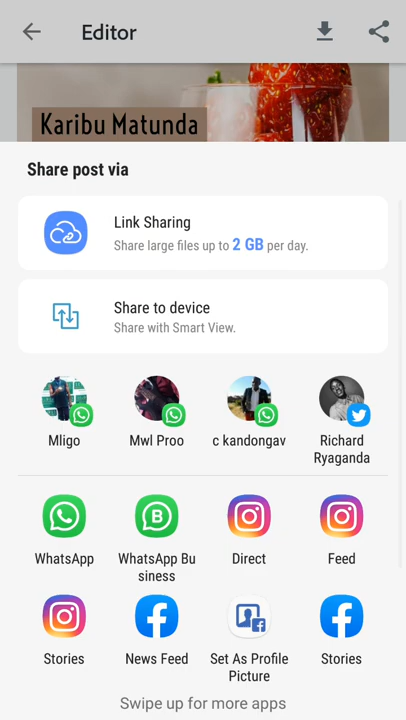 Editor
Karibu Matunda
Share post via
Link Sharing
Share large files up to 2 GB per day.
Share to device
Share with Smart View.
Mligo
Mwl Proo
c kandongav
Richard
Ryaganda
WhatsApp
WhatsApp Bu
siness
Direct
Feed
Stories
News Feed
Set As Profile
Picture
Stories
Swipe up for more apps